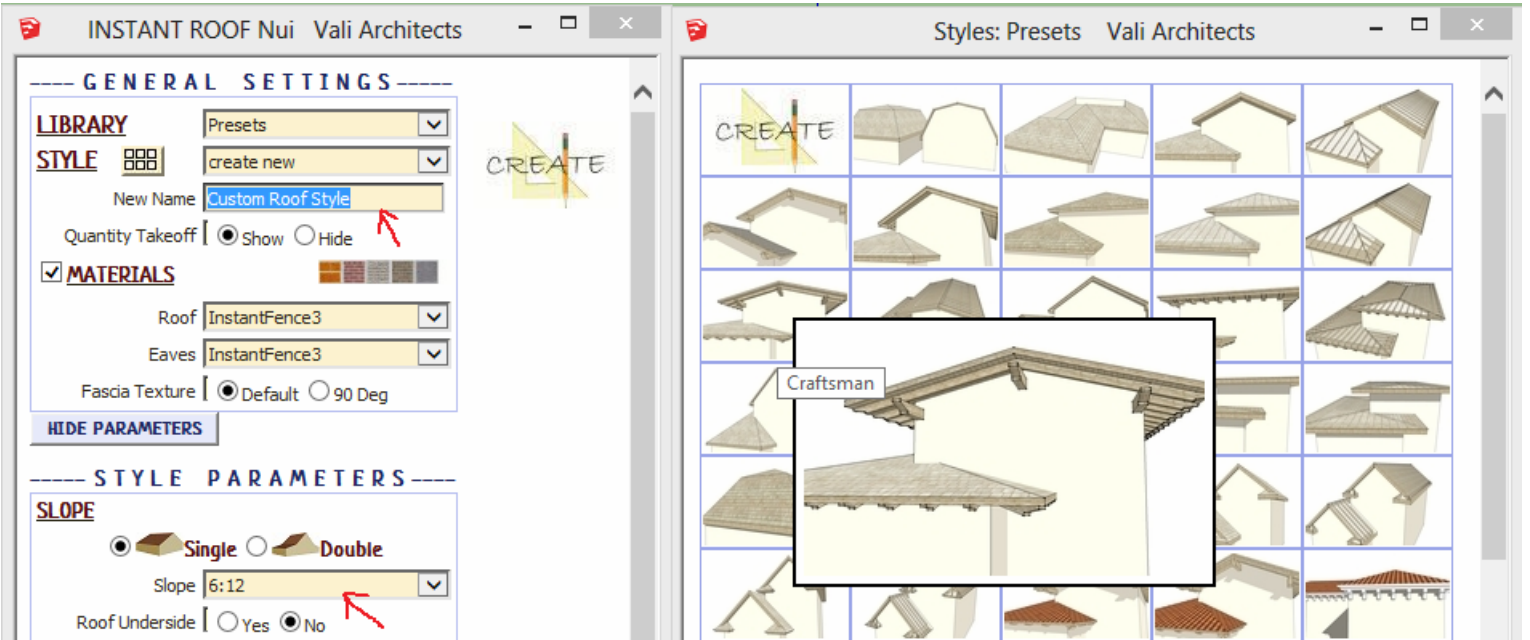 INSTANT ROOF Nui Vali Architects
---- GENERAL SETTINGS-----
LIBRARY Presets
STYLE create new
New Name Custom Roof Style
Quantity Takeoff Show Hide
MATERIALS
Roof InstantFence3
Eaves InstantFence3
Fascia Texture Default 90 Deg
HIDE PARAMETERS
----- STYLE PARAMETERS----
SLOPE
Single Double
Slope 6:12
Roof Underside Yes No
CREATE
Styles: Presets Vali Architects
CREATE
Craftsman